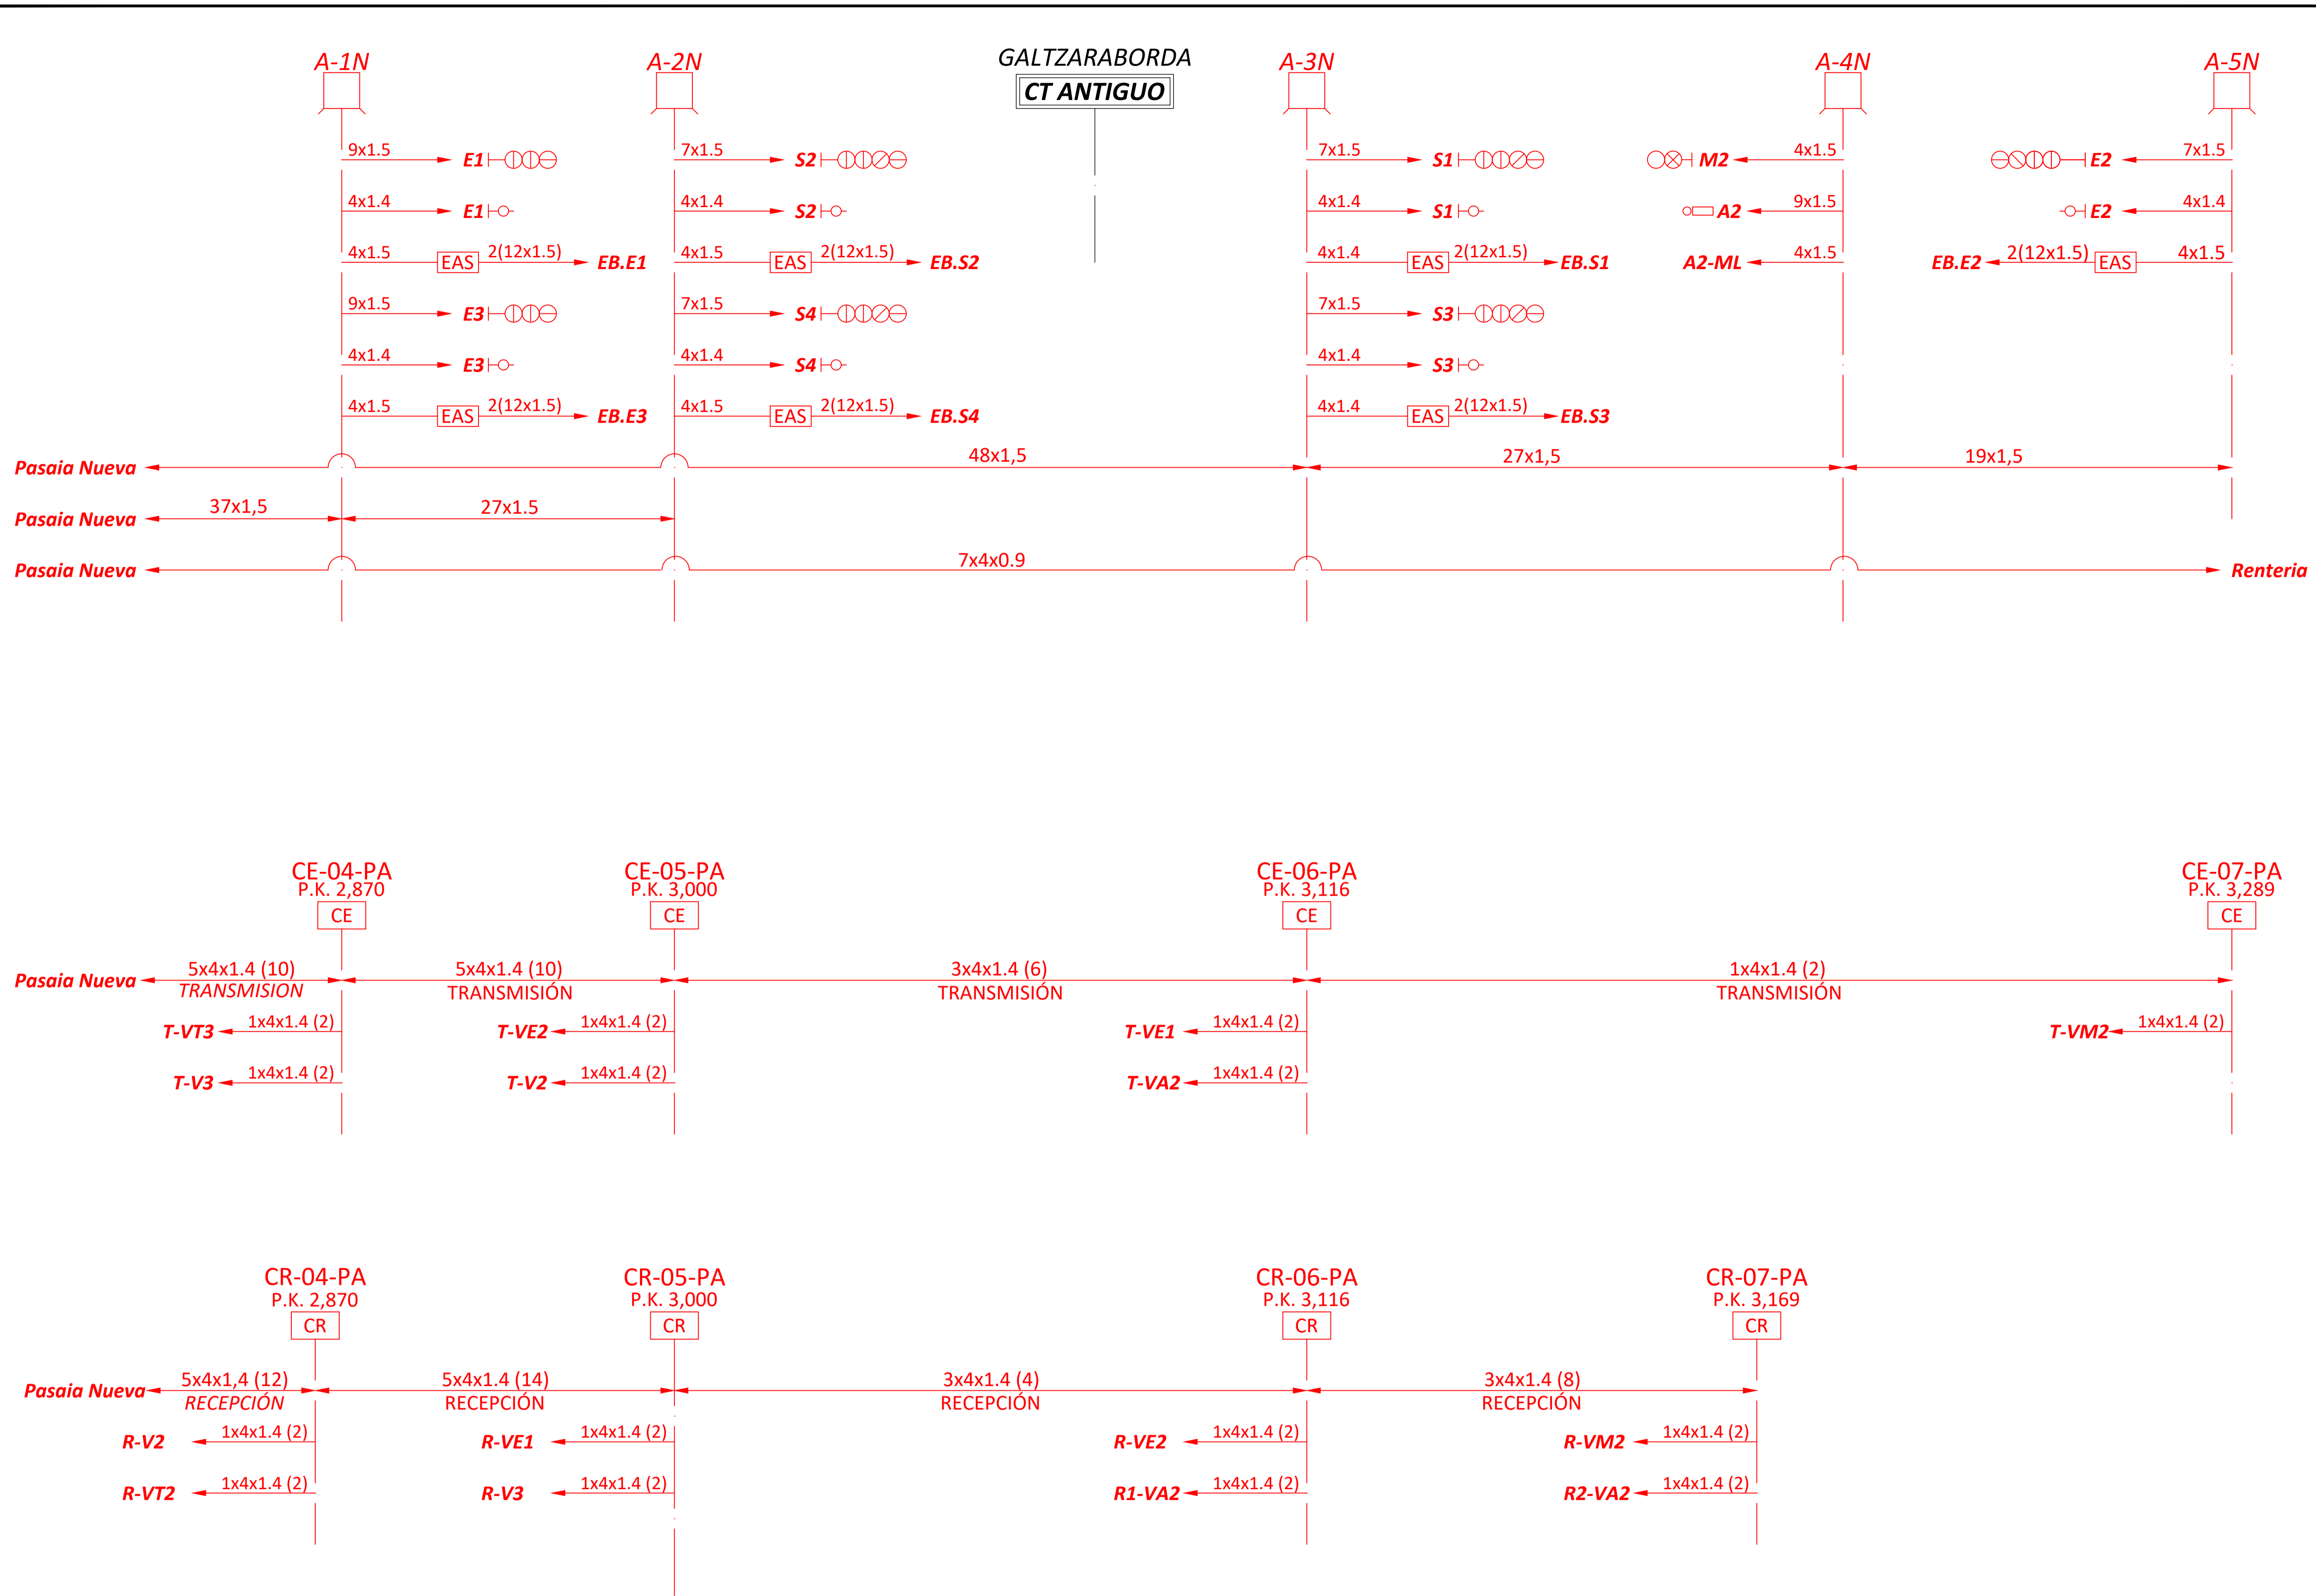 A-1N A-2N GALTZARABORDA A-3N A-4N A-5N
CT ANTIGUO
9x1.5 E1 7x1.5 S2 7x1.5 S1 M2 4x1.5 E2 7x1.5
4x1.4 E1 4x1.4 S2 4x1.4 S1 A2 9x1.5 E2 4x1.4
4x1.5 EAS 2(12x1.5) EB.E1 4x1.5 EAS 2(12x1.5) EB.S2 4x1.4 EAS 2(12x1.5) EB.S1 A2-ML 4x1.5 EB.E2 2(12x1.5) EAS 4x1.5
9x1.5 E3 7x1.5 S4 7x1.5 S3
4x1.4 E3 4x1.4 S4 4x1.4 S3
4x1.5 EAS 2(12x1.5) EB.E3 4x1.5 EAS 2(12x1.5) EB.S4 4x1.4 EAS 2(12x1.5) EB.S3
Pasaia Nueva 48x1,5 27x1,5 19x1,5
Pasaia Nueva 37x1,5 27x1.5
Pasaia Nueva 7x4x0.9 Renteria
CE-04-PA CE-05-PA CE-06-PA CE-07-PA
P.K. 2,870 P.K. 3,000 P.K. 3,116 P.K. 3,289
CE CE CE CE
Pasaia Nueva 5x4x1.4 (10) 5x4x1.4 (10) 3x4x1.4 (6) 1x4x1.4 (2)
TRANSMISION TRANSMISIÓN TRANSMISIÓN TRANSMISIÓN
T-VT3 1x4x1.4 (2) T-VE2 1x4x1.4 (2) T-VE1 1x4x1.4 (2) T-VM2 1x4x1.4 (2)
T-V3 1x4x1.4 (2) T-V2 1x4x1.4 (2) T-VA2 1x4x1.4 (2)
CR-04-PA CR-05-PA CR-06-PA CR-07-PA
P.K. 2,870 P.K. 3,000 P.K. 3,116 P.K. 3,169
CR CR CR CR
Pasaia Nueva 5x4x1,4 (12) 5x4x1.4 (14) 3x4x1.4 (4) 3x4x1.4 (8)
RECEPCIÓN RECEPCIÓN RECEPCIÓN RECEPCIÓN
R-V2 1x4x1.4 (2) R-VE1 1x4x1.4 (2) R-VE2 1x4x1.4 (2) R-VM2 1x4x1.4 (2)
R-VT2 1x4x1.4 (2) R-V3 1x4x1.4 (2) R1-VA2 1x4x1.4 (2) R2-VA2 1x4x1.4 (2)